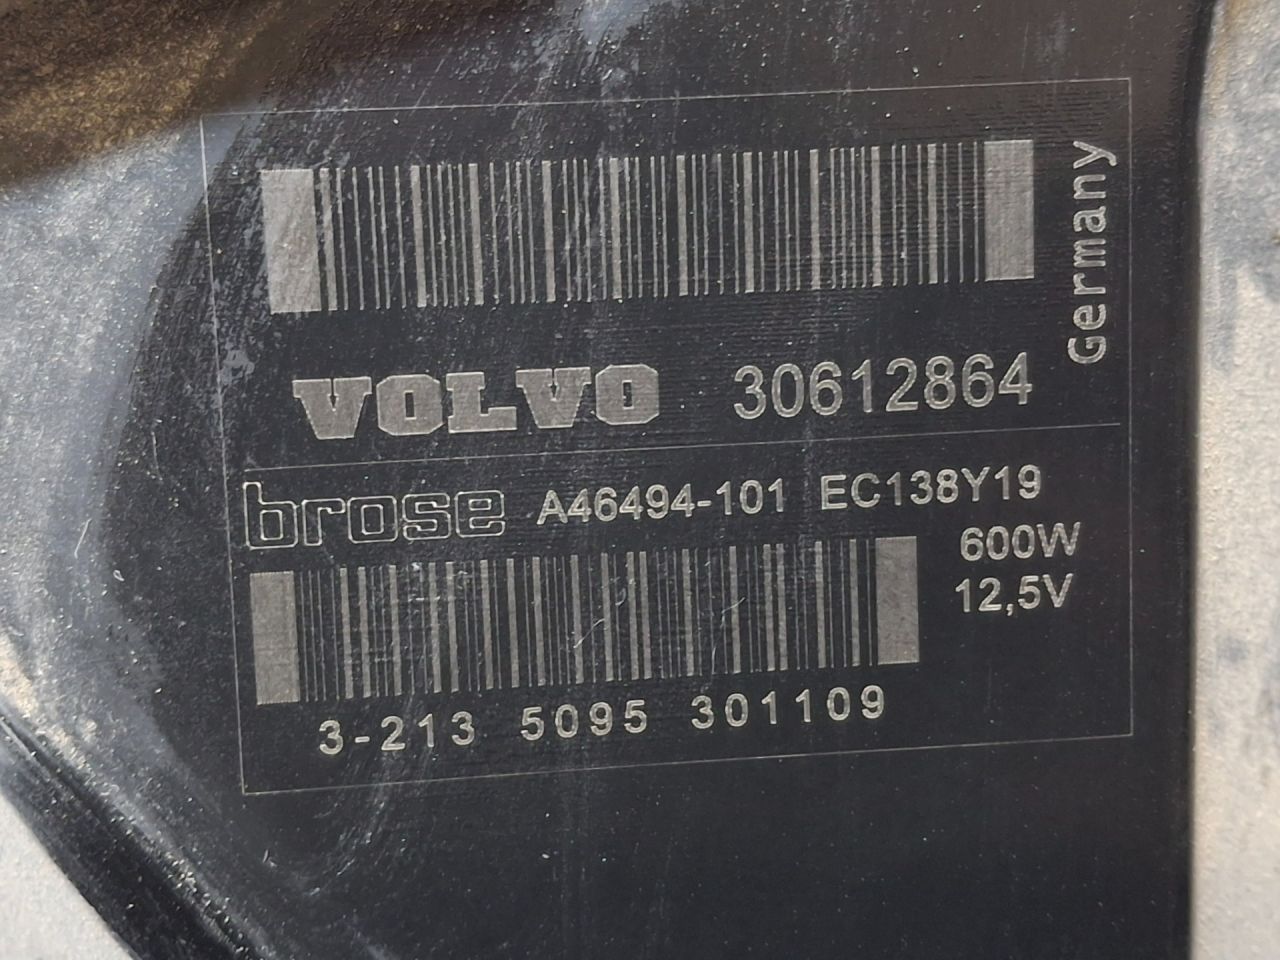 Germany
VOLVO 30612864
brose A46494-101 EC138Y19
600W
12,5V
3-213 5095 301109